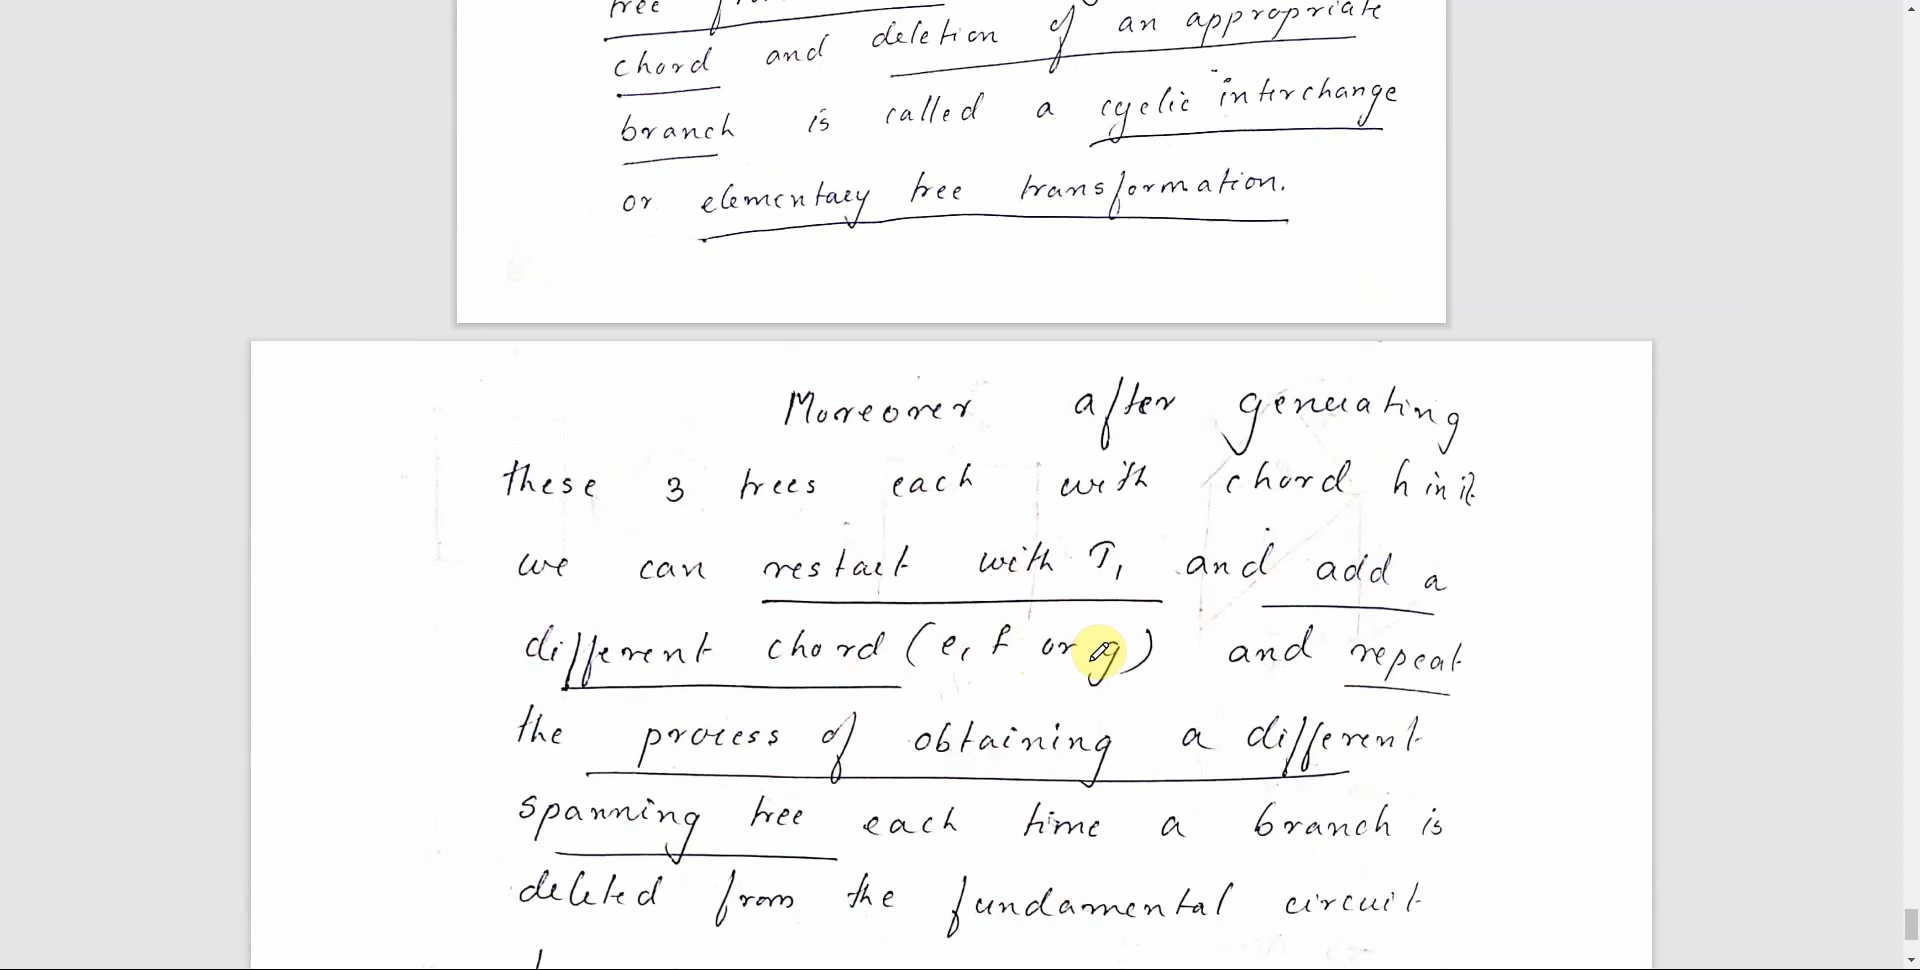 tree
chord and deletion of an appropriate
branch is called a cyclic interchange
or elementary tree transformation.
Moreover after generating
these 3 trees each with chord h in it
we can restart with T₁ and add a
different chord (e, f or g) and repeat
the process of obtaining a different
spanning tree each time a branch is
deleted from the fundamental circuit